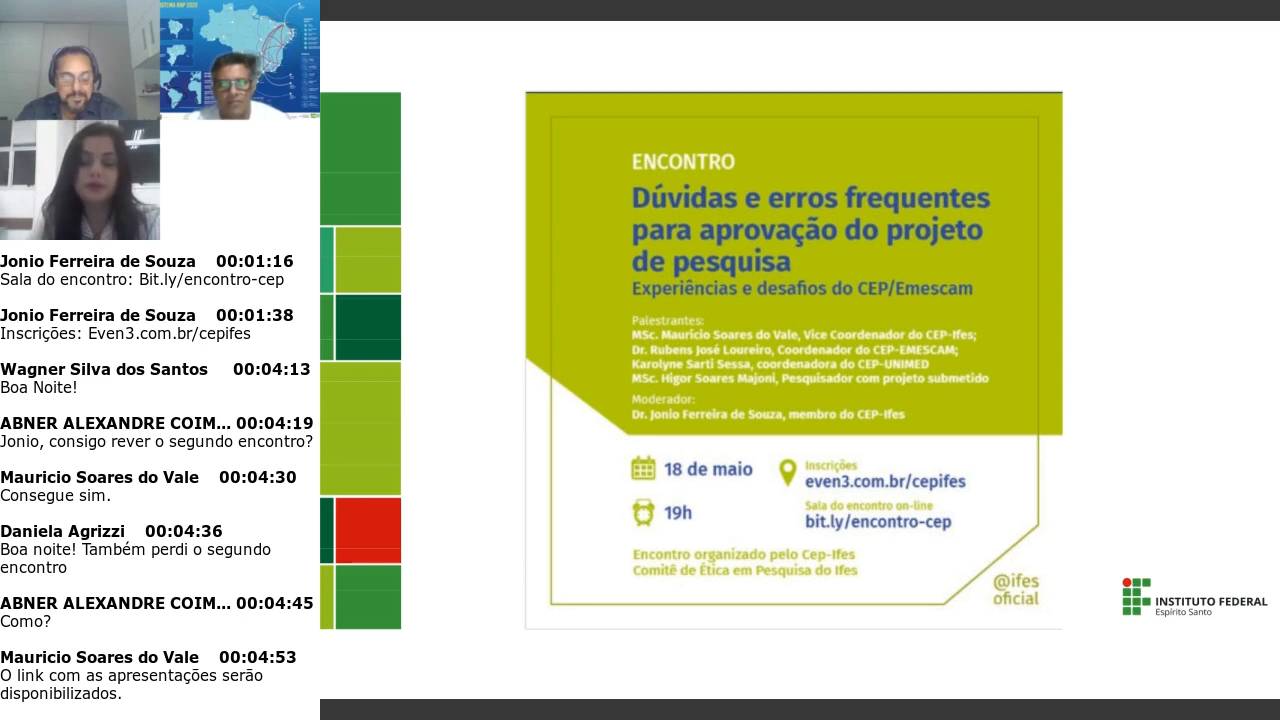 SISTEMA RNP 2020
Jonio Ferreira de Souza 00:01:16
Sala do encontro: Bit.ly/encontro-cep
Jonio Ferreira de Souza 00:01:38
Inscrições: Even3.com.br/cepifes
Wagner Silva dos Santos 00:04:13
Boa Noite!
ABNER ALEXANDRE COIM... 00:04:19
Jonio, consigo rever o segundo encontro?
Mauricio Soares do Vale 00:04:30
Consegue sim.
Daniela Agrizzi 00:04:36
Boa noite! Também perdi o segundo
encontro
ABNER ALEXANDRE COIM... 00:04:45
Como?
Mauricio Soares do Vale 00:04:53
O link com as apresentações serão
disponibilizados.
ENCONTRO
Dúvidas e erros frequentes
para aprovação do projeto
de pesquisa
Experiências e desafios do CEP/Emescam
Palestrantes:
MSc. Mauricio Soares do Vale, Vice Coordenador do CEP-Ifes;
Dr. Rubens José Loureiro, Coordenador do CEP-EMESCAM;
Karolyne Sarti Sessa, coordenadora do CEP-UNIMED
MSc. Higor Soares Majoni, Pesquisador com projeto submetido
Moderador:
Dr. Jonio Ferreira de Souza, membro do CEP-Ifes
18 de maio
Inscrições
even3.com.br/cepifes
19h
Sala do encontro on-line
bit.ly/encontro-cep
Encontro organizado pelo Cep-Ifes
Comitê de Ética em Pesquisa do Ifes
@ifes
oficial
INSTITUTO FEDERAL
Espírito Santo